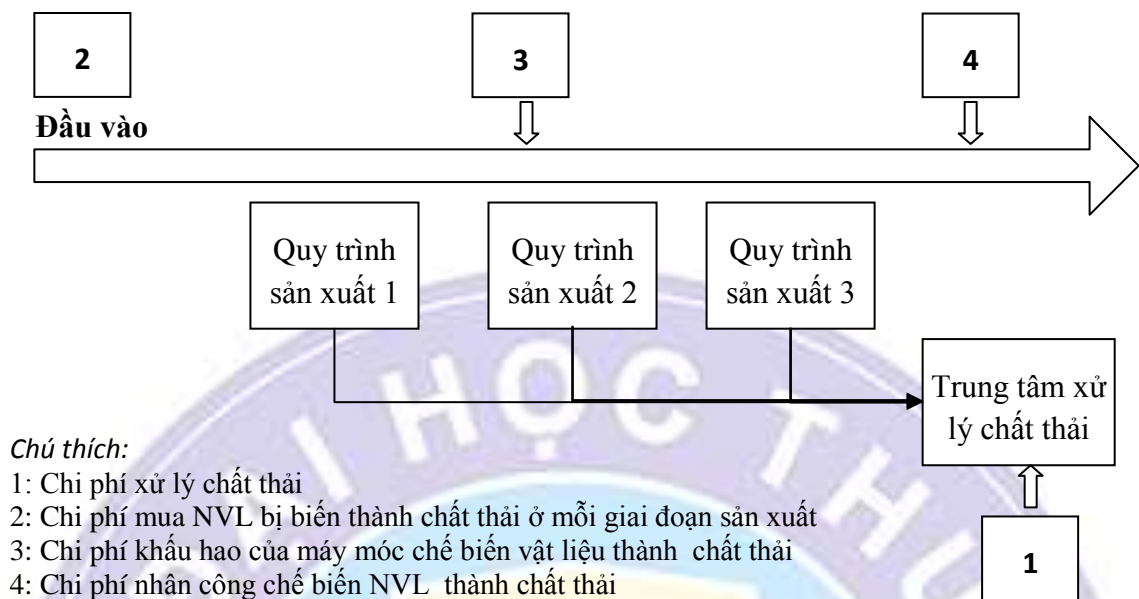 2
3
4
Đầu vào
Quy trình
sản xuất 1
Quy trình
sản xuất 2
Quy trình
sản xuất 3
Trung tâm xử
lý chất thải
Chú thích:
1: Chi phí xử lý chất thải
2: Chi phí mua NVL bị biến thành chất thải ở mỗi giai đoạn sản xuất
3: Chi phí khấu hao của máy móc chế biến vật liệu thành chất thải
4: Chi phí nhân công chế biến NVL thành chất thải
1
ĐẠI HỌC